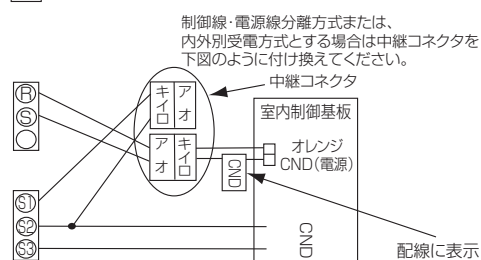 制御線・電源線分離方式または、
内外別受電方式とする場合は中継コネクタを
下図のように付け換えてください。
中継コネクタ
R
S
キイロ
アオ
アオ
キイロ
室内制御基板
オレンジ
CND(電源)
CND
S1
S2
S3
CND
配線に表示